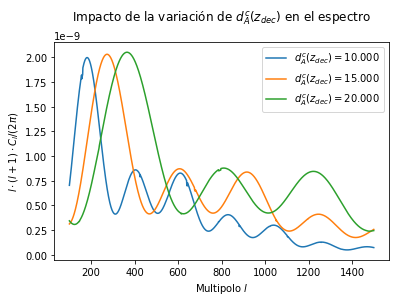 Impacto de la variación de $d_A^c(z_{dec})$ en el espectro
1e−9
$d_A^c(z_{dec}) = 10.000$
$d_A^c(z_{dec}) = 15.000$
$d_A^c(z_{dec}) = 20.000$
2.00
1.75
1.50
1.25
1.00
0.75
0.50
0.25
0.00
$l \cdot (l + 1) \cdot C_l/(2\pi)$
200 400 600 800 1000 1200 1400
Multipolo $l$